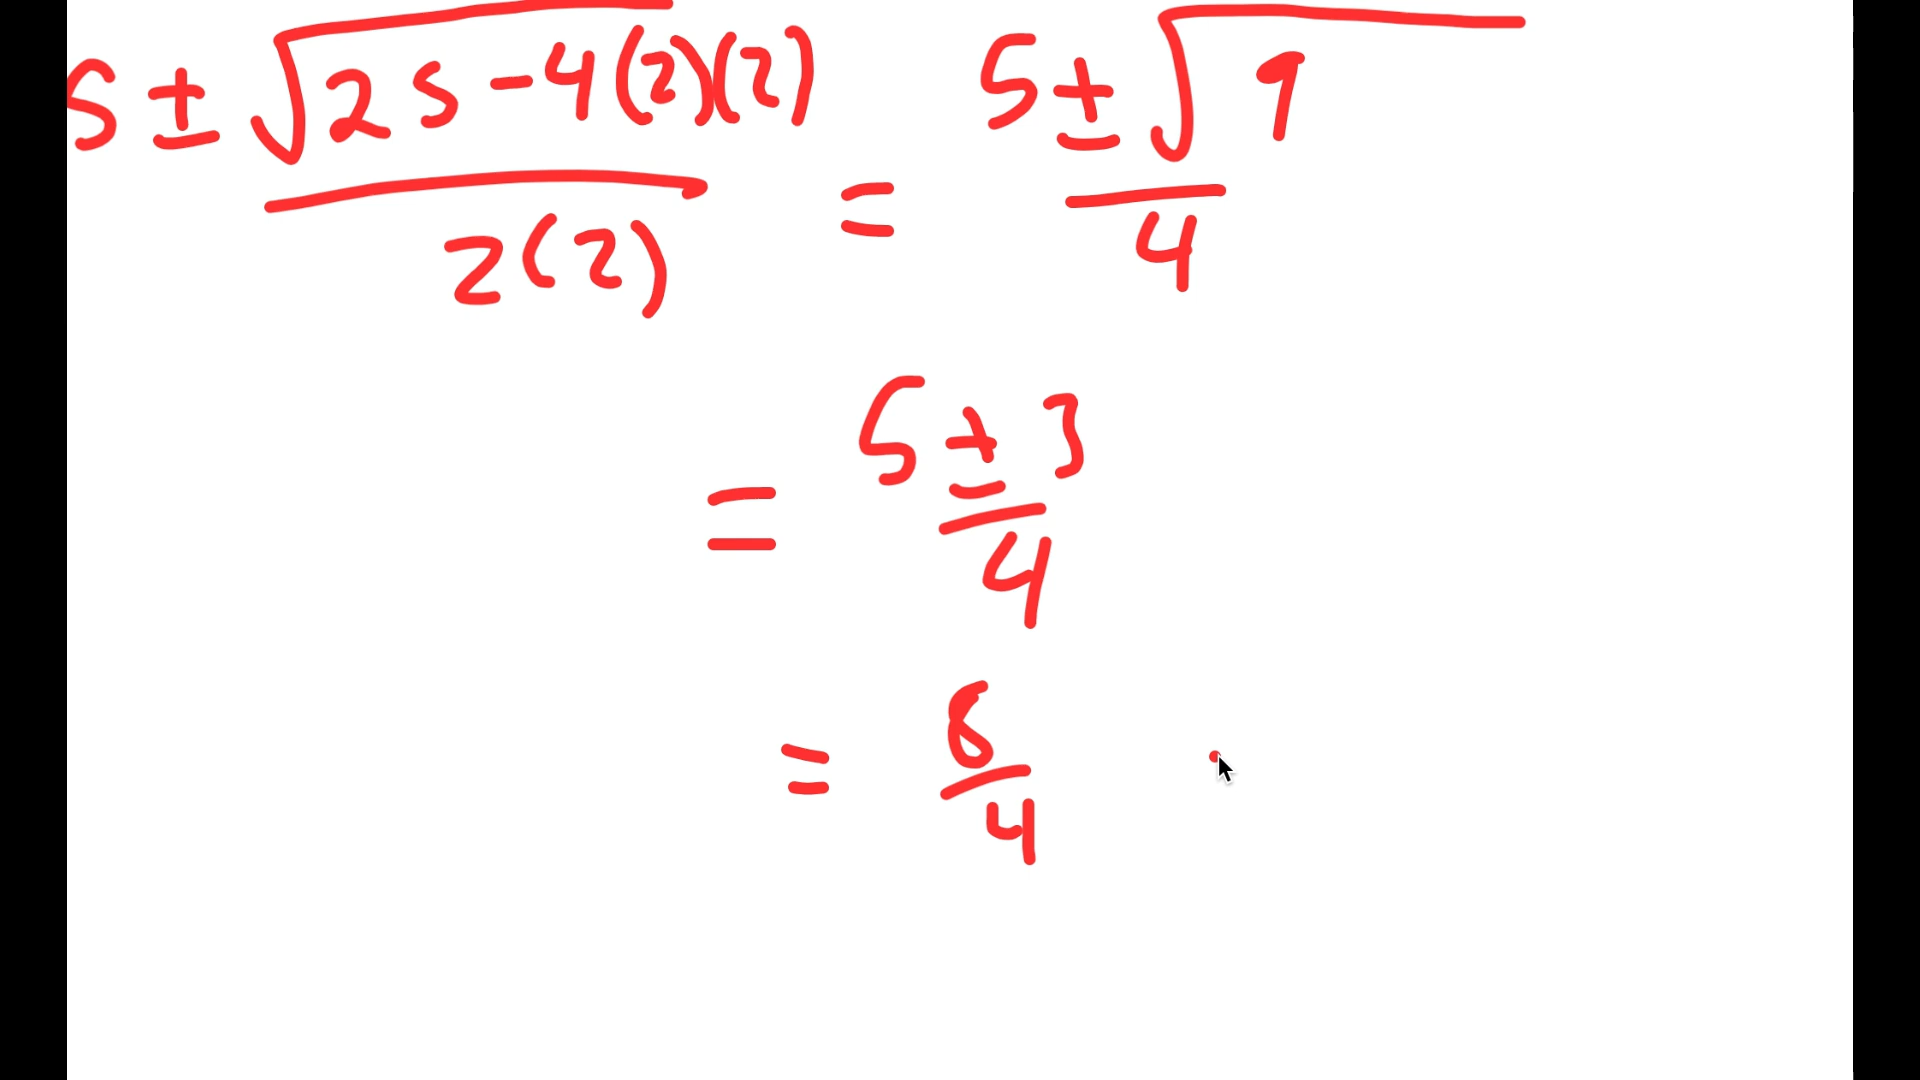 5 ± √25 - 4(2)(2) / 2(2) = 5 ± √9 / 4
= 5 ± 3 / 4
= 8 / 4